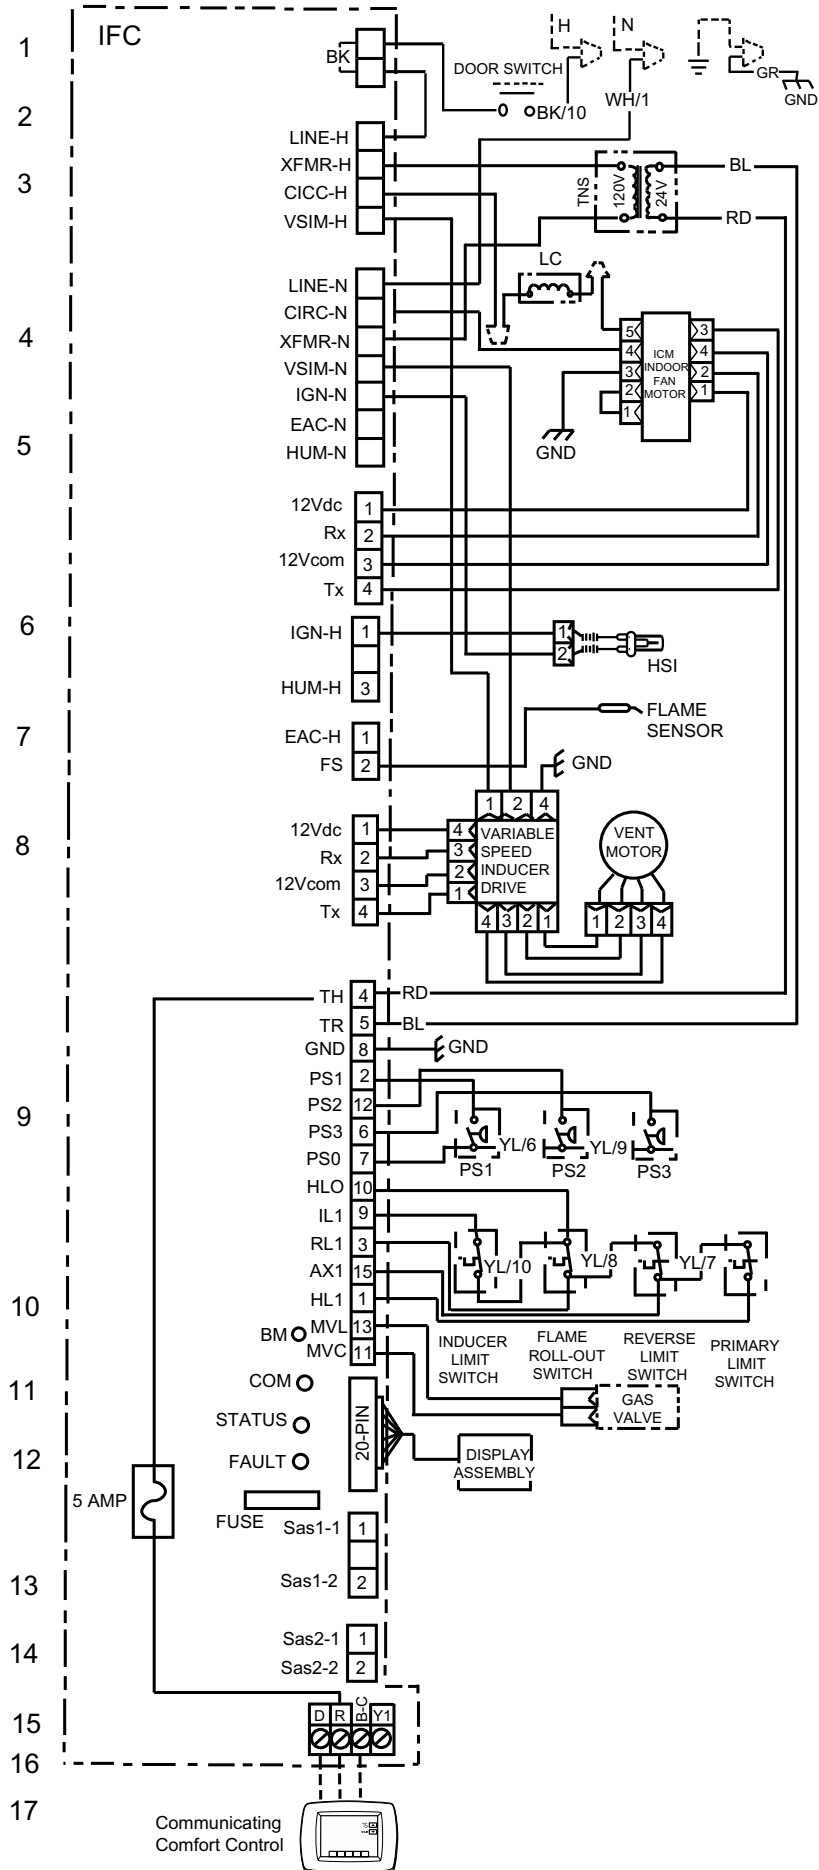 1
IFC
BK
H
N
DOOR SWITCH
BK/10
WH/1
GR
GND
2
LINE-H
XFMR-H
3
CICC-H
VSIM-H
TNS
120V
24V
BL
RD
LC
LINE-N
CIRC-N
4
XFMR-N
VSIM-N
IGN-N
EAC-N
5
HUM-N
5
4
3
2
1
ICM
INDOOR
FAN
MOTOR
3
4
2
1
GND
12Vdc 1
Rx 2
12Vcom 3
Tx 4
6
IGN-H 1
HUM-H 3
1
2
HSI
7
EAC-H 1
FS 2
FLAME
SENSOR
GND
8
12Vdc 1
Rx 2
12Vcom 3
Tx 4
1 2 4
4
3
2
1
VARIABLE
SPEED
INDUCER
DRIVE
4 3 2 1
VENT
MOTOR
1 2 3 4
TH 4 RD
TR 5 BL
GND 8 GND
PS1 2
PS2 12
9
PS3 6
PS0 7
PS1
YL/6
PS2
YL/9
PS3
HLO 10
IL1 9
RL1 3
AX1 15
HL1 1
10
BM
MVL 13
MVC 11
YL/10
YL/8
YL/7
INDUCER
LIMIT
SWITCH
FLAME
ROLL-OUT
SWITCH
REVERSE
LIMIT
SWITCH
PRIMARY
LIMIT
SWITCH
11
COM
STATUS
12
FAULT
20-PIN
GAS
VALVE
DISPLAY
ASSEMBLY
5 AMP
FUSE
Sas1-1 1
13
Sas1-2 2
14
Sas2-1 1
Sas2-2 2
15
D R B-C Y1
16
17
Communicating
Comfort Control